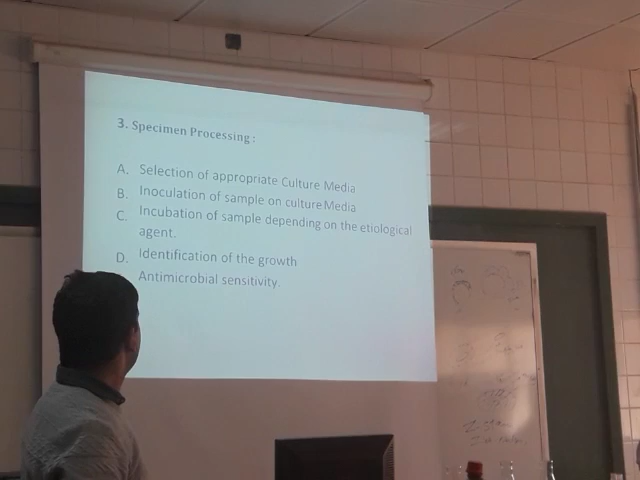 3. Specimen Processing :
A. Selection of appropriate Culture Media
B. Inoculation of sample on culture Media
C. Incubation of sample depending on the etiological
agent.
D. Identification of the growth
Antimicrobial sensitivity.